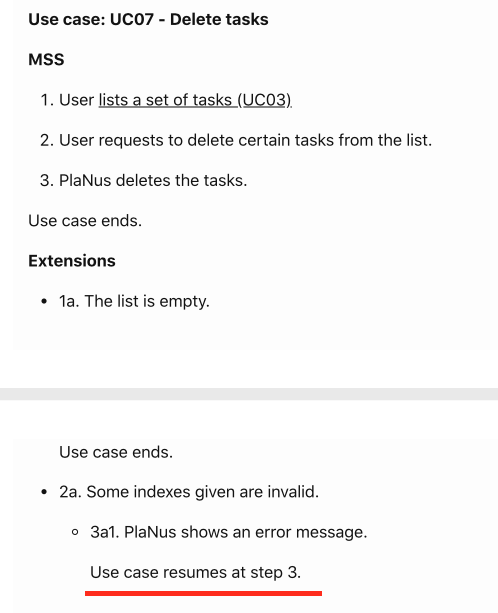 Use case: UC07 - Delete tasks
MSS
1. User lists a set of tasks (UC03)
2. User requests to delete certain tasks from the list.
3. PlaNus deletes the tasks.
Use case ends.
Extensions
• 1a. The list is empty.
Use case ends.
• 2a. Some indexes given are invalid.
◦ 3a1. PlaNus shows an error message.
Use case resumes at step 3.